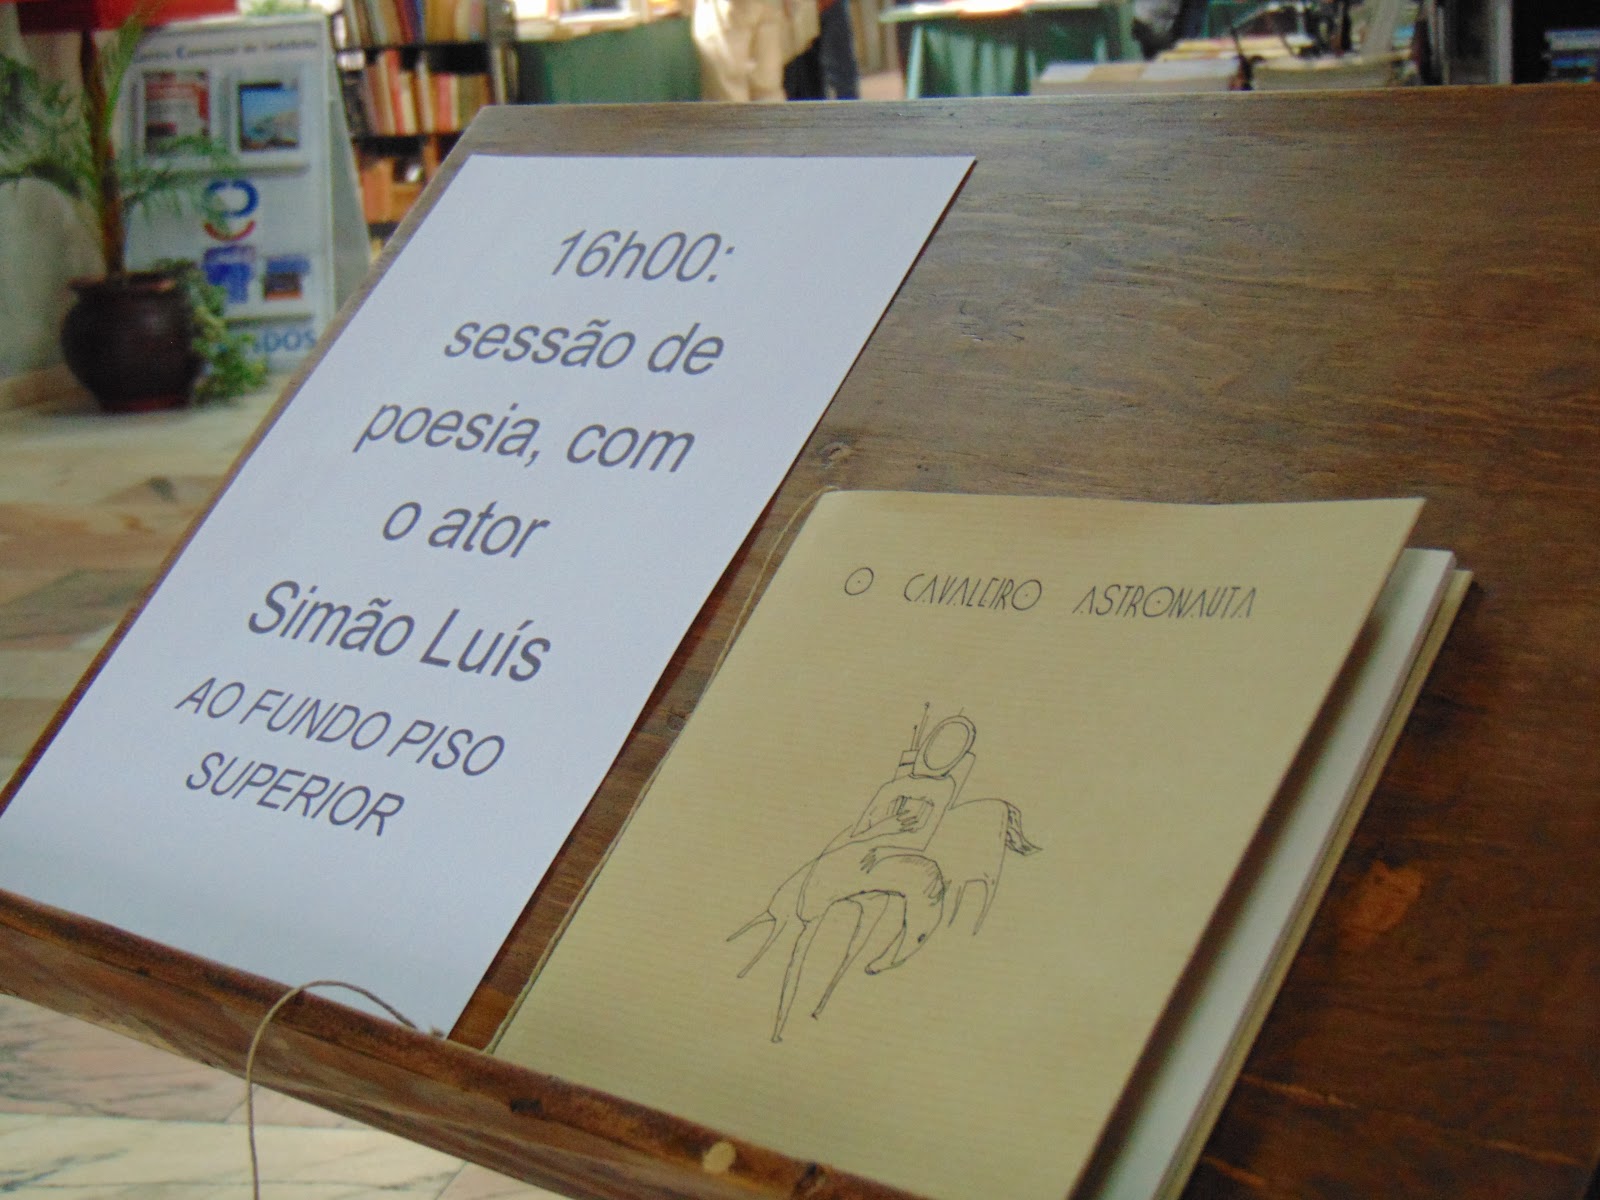 16h00:
sessão de
poesia, com
o ator
Simão Luís
AO FUNDO PISO
SUPERIOR
O CAVALEIRO ASTRONAUTA